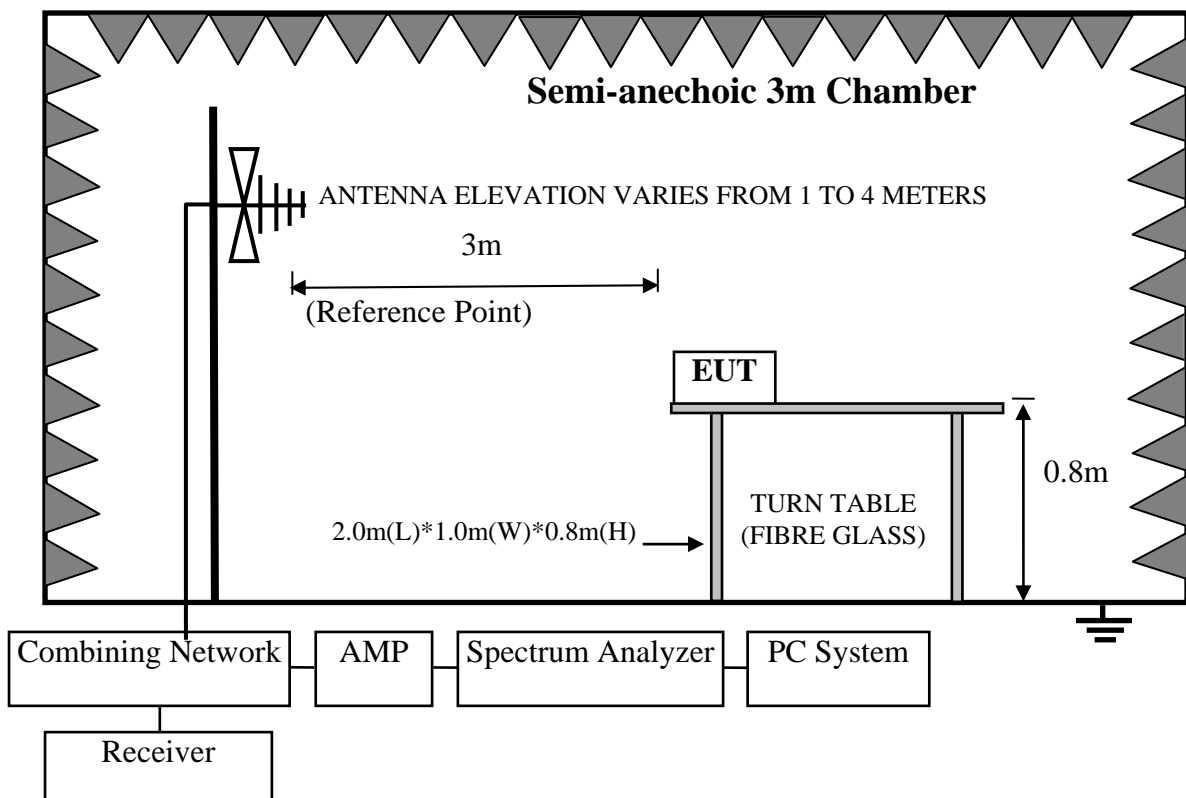 Semi-anechoic 3m Chamber
ANTENNA ELEVATION VARIES FROM 1 TO 4 METERS
3m
(Reference Point)
EUT
0.8m
TURN TABLE
(FIBRE GLASS)
2.0m(L)*1.0m(W)*0.8m(H)
Combining Network
AMP
Spectrum Analyzer
PC System
Receiver